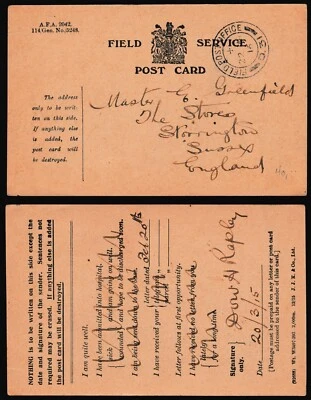 A.F.A. 2042.
114/Gen. No./5248.
FIELD SERVICE
POST CARD
FIELD POST OFFICE
The address
only to be writ-
ten on this side.
If anything else
is added, the
post card will be
destroyed.
Master C. Greenfields
The Stores
Storrington
Sussex
England
NOTHING is to be written on this side except the
date and signature of the sender. Sentences not
required may be erased. If anything else is added
the post card will be destroyed.
I am quite well.
I have been admitted into hospital
sick and am going on well.
wounded and hope to be discharged soon.
I am being sent down to the base.
I have received your
letter dated Oct 20th
telegram
parcel
Letter follows at first opportunity.
I have received no letter from you
lately
for a long time.
Signature
only.
Date 20/3/15
[Postage must be prepaid on any letter or post card
addressed to the sender of this card.]